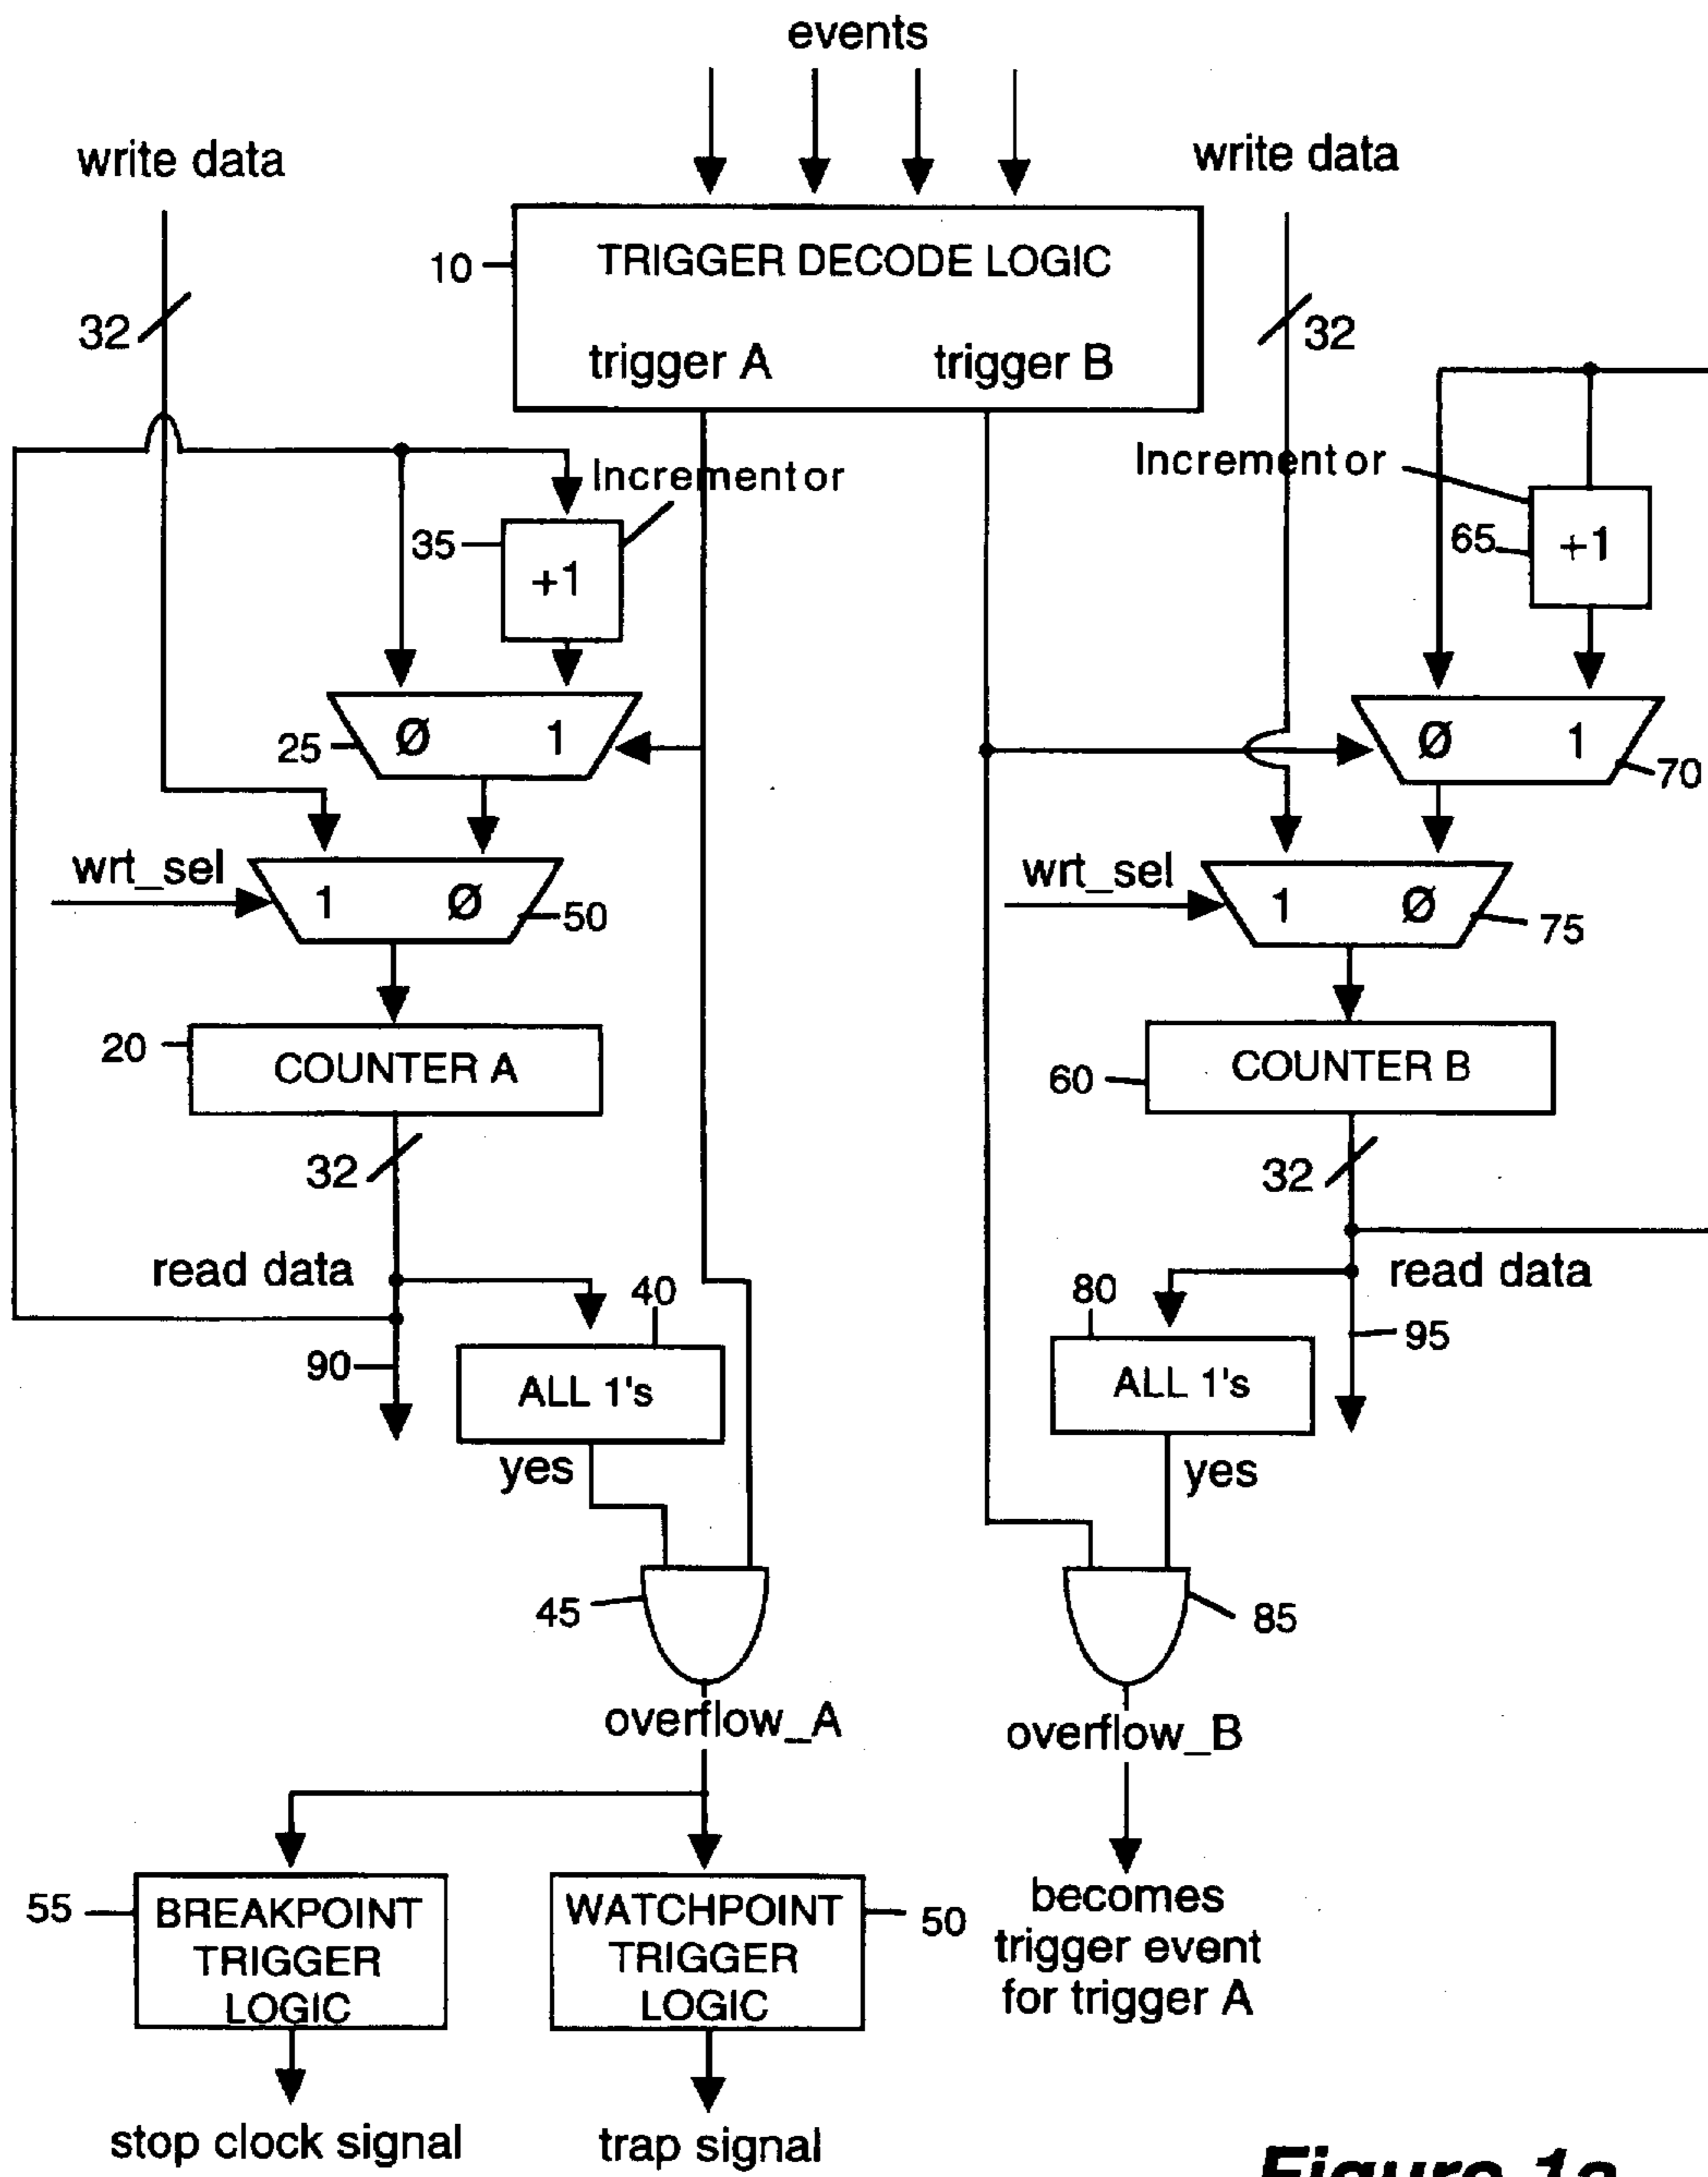 events
write data
write data
10
TRIGGER DECODE LOGIC
32
32
trigger A
trigger B
Incrementor
Incrementor
35
+1
65
+1
25
Ø 1
Ø 1
70
wrt_sel
1 Ø
50
wrt_sel
1 Ø
75
20
COUNTER A
60
COUNTER B
32
32
read data
40
80
read data
90
ALL 1's
ALL 1's
95
yes
yes
45
85
overflow_A
overflow_B
55
BREAKPOINT
TRIGGER
LOGIC
WATCHPOINT
TRIGGER
LOGIC
50
becomes
trigger event
for trigger A
stop clock signal
trap signal
Figure 1a